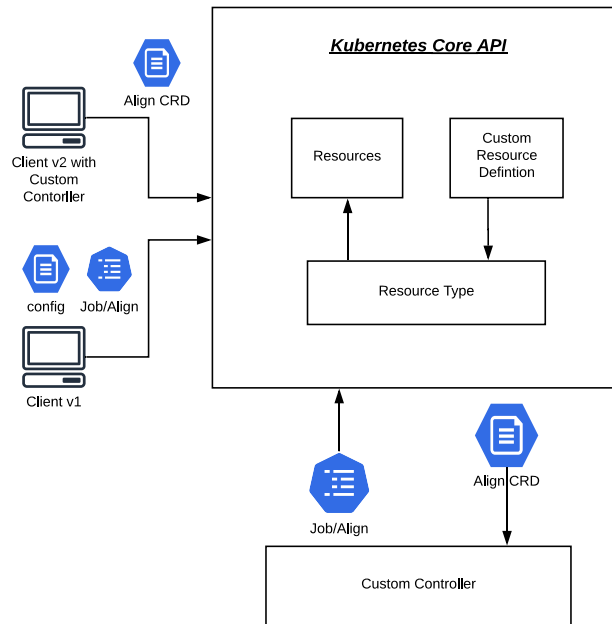 Kubernetes Core API
Align CRD
Client v2 with
Custom
Contorller
Resources
Custom
Resource
Defintion
Resource Type
config
Job/Align
Client v1
Job/Align
Align CRD
Custom Controller